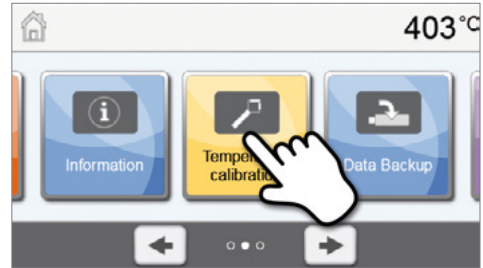 403°C
Information
Temper
calibratio
Data Backup